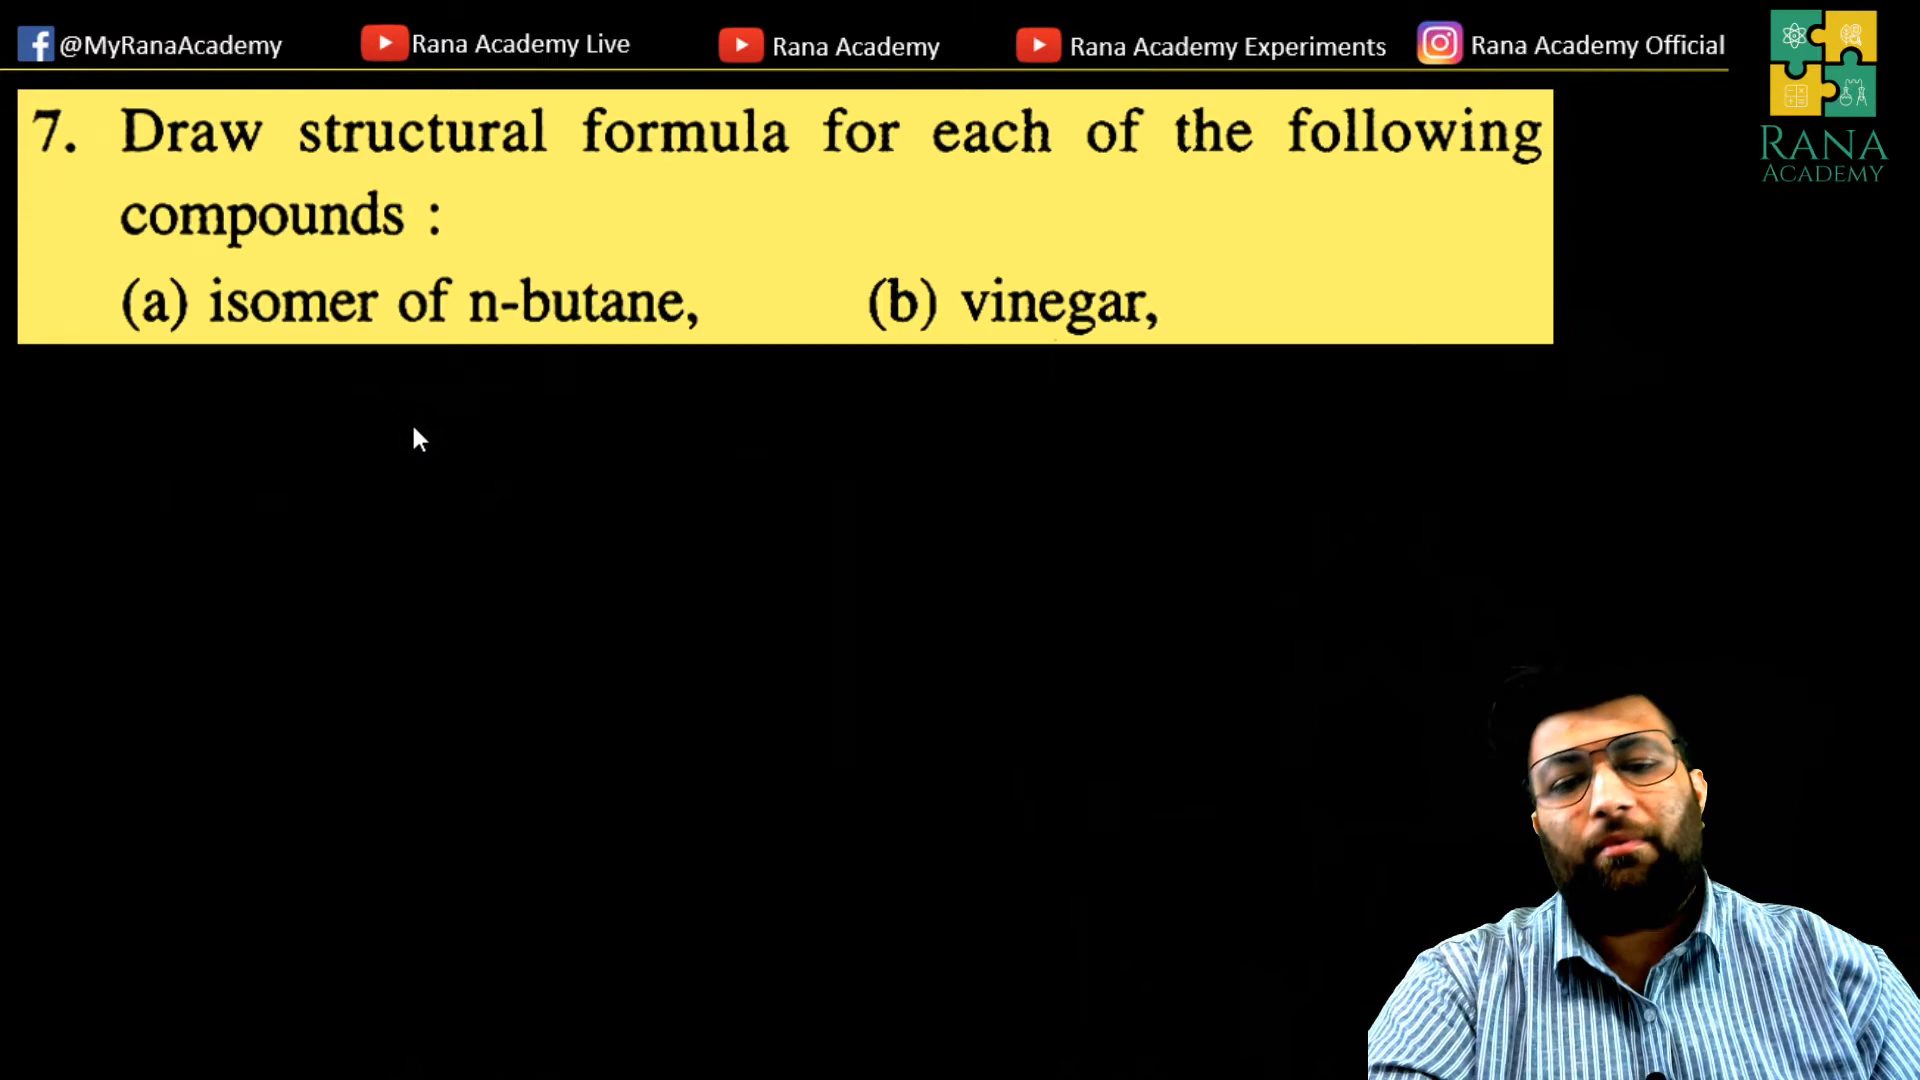 @MyRanaAcademy Rana Academy Live Rana Academy Rana Academy Experiments Rana Academy Official
RANA
ACADEMY
7. Draw structural formula for each of the following
compounds :
(a) isomer of n-butane, (b) vinegar,